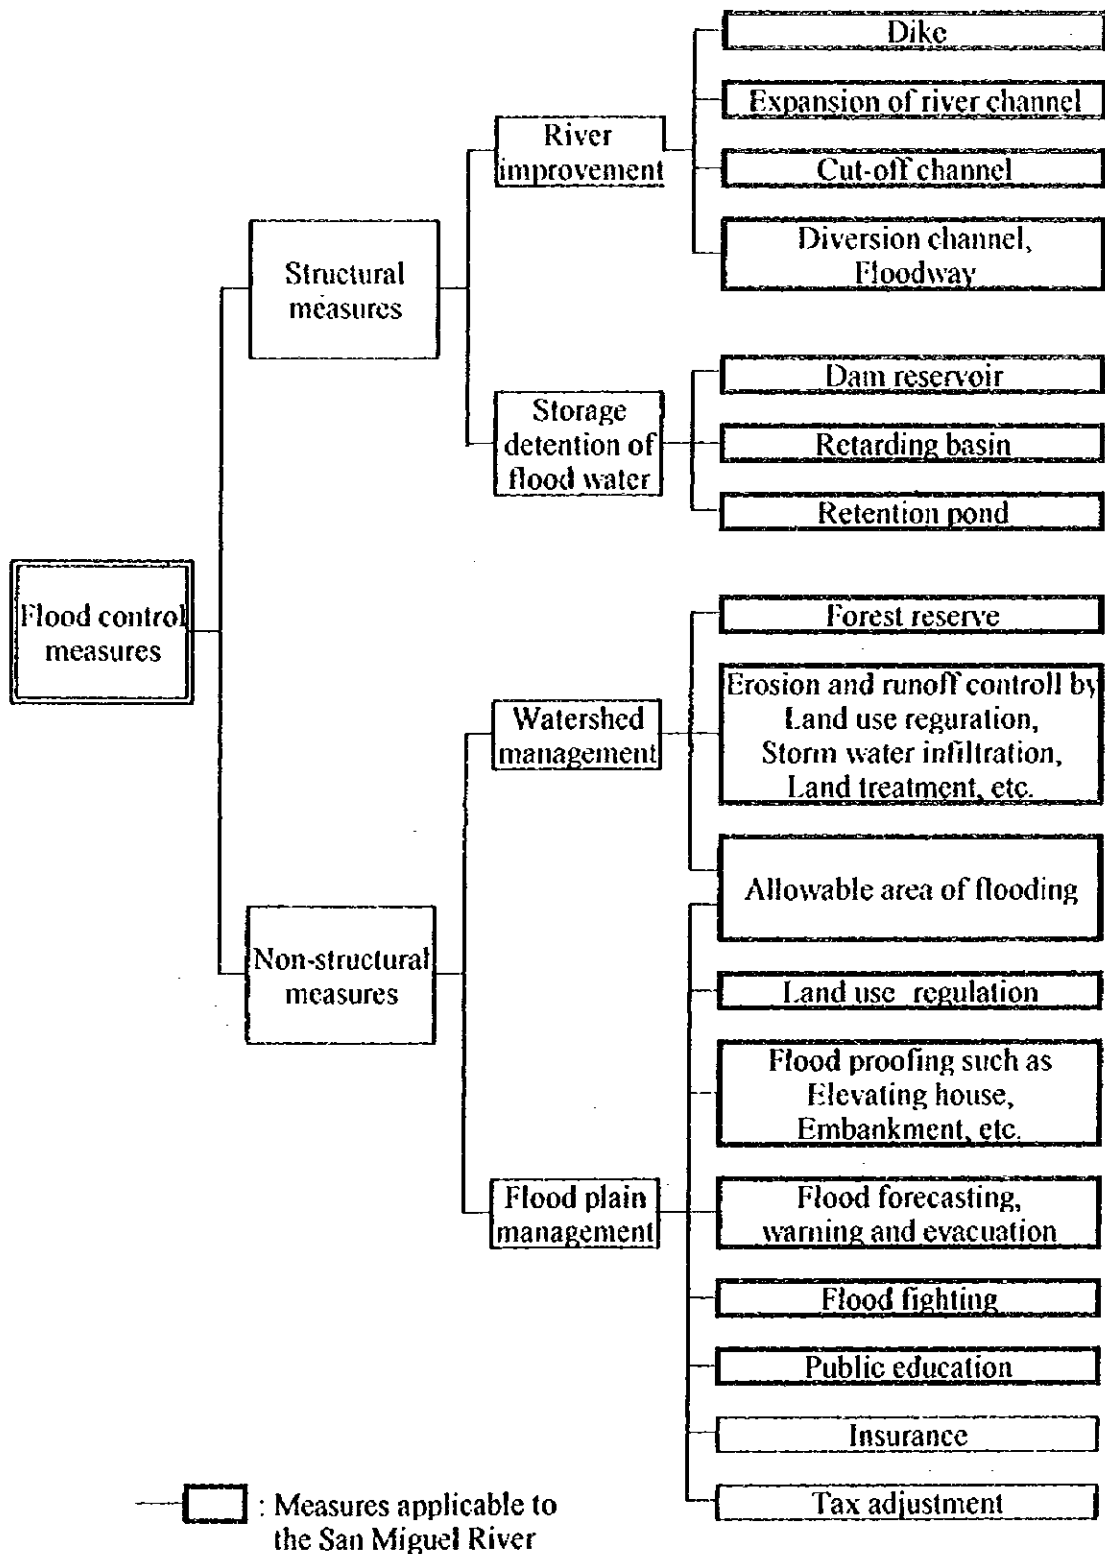 Dike
Expansion of river channel
River
improvement
Cut-off channel
Diversion channel,
Floodway
Structural
measures
Dam reservoir
Storage
detention of
flood water
Retarding basin
Retention pond
Flood control
measures
Forest reserve
Watershed
management
Erosion and runoff controll by
Land use reguration,
Storm water infiltration,
Land treatment, etc.
Allowable area of flooding
Non-structural
measures
Land use regulation
Flood proofing such as
Elevating house,
Embankment, etc.
Flood plain
management
Flood forecasting,
warning and evacuation
Flood fighting
Public education
Insurance
Tax adjustment
: Measures applicable to
the San Miguel River